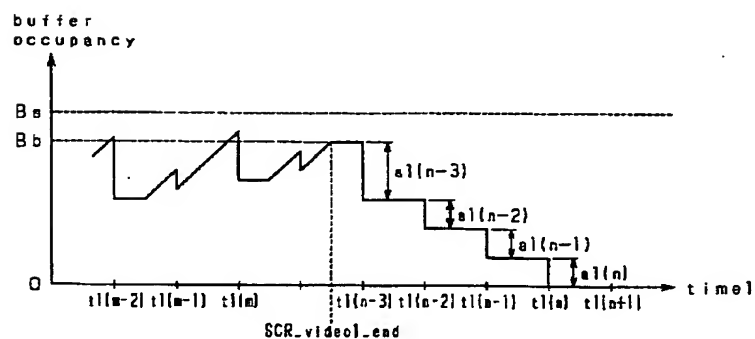 buffer
occupancy
Bs
Bb
a1(n-3)
a1(n-2)
a1(n-1)
a1(n)
0
time1
t1(m-2) t1(m-1) t1(m) t1(n-3) t1(n-2) t1(n-1) t1(n) t1(n+1)
SCR_video1_end